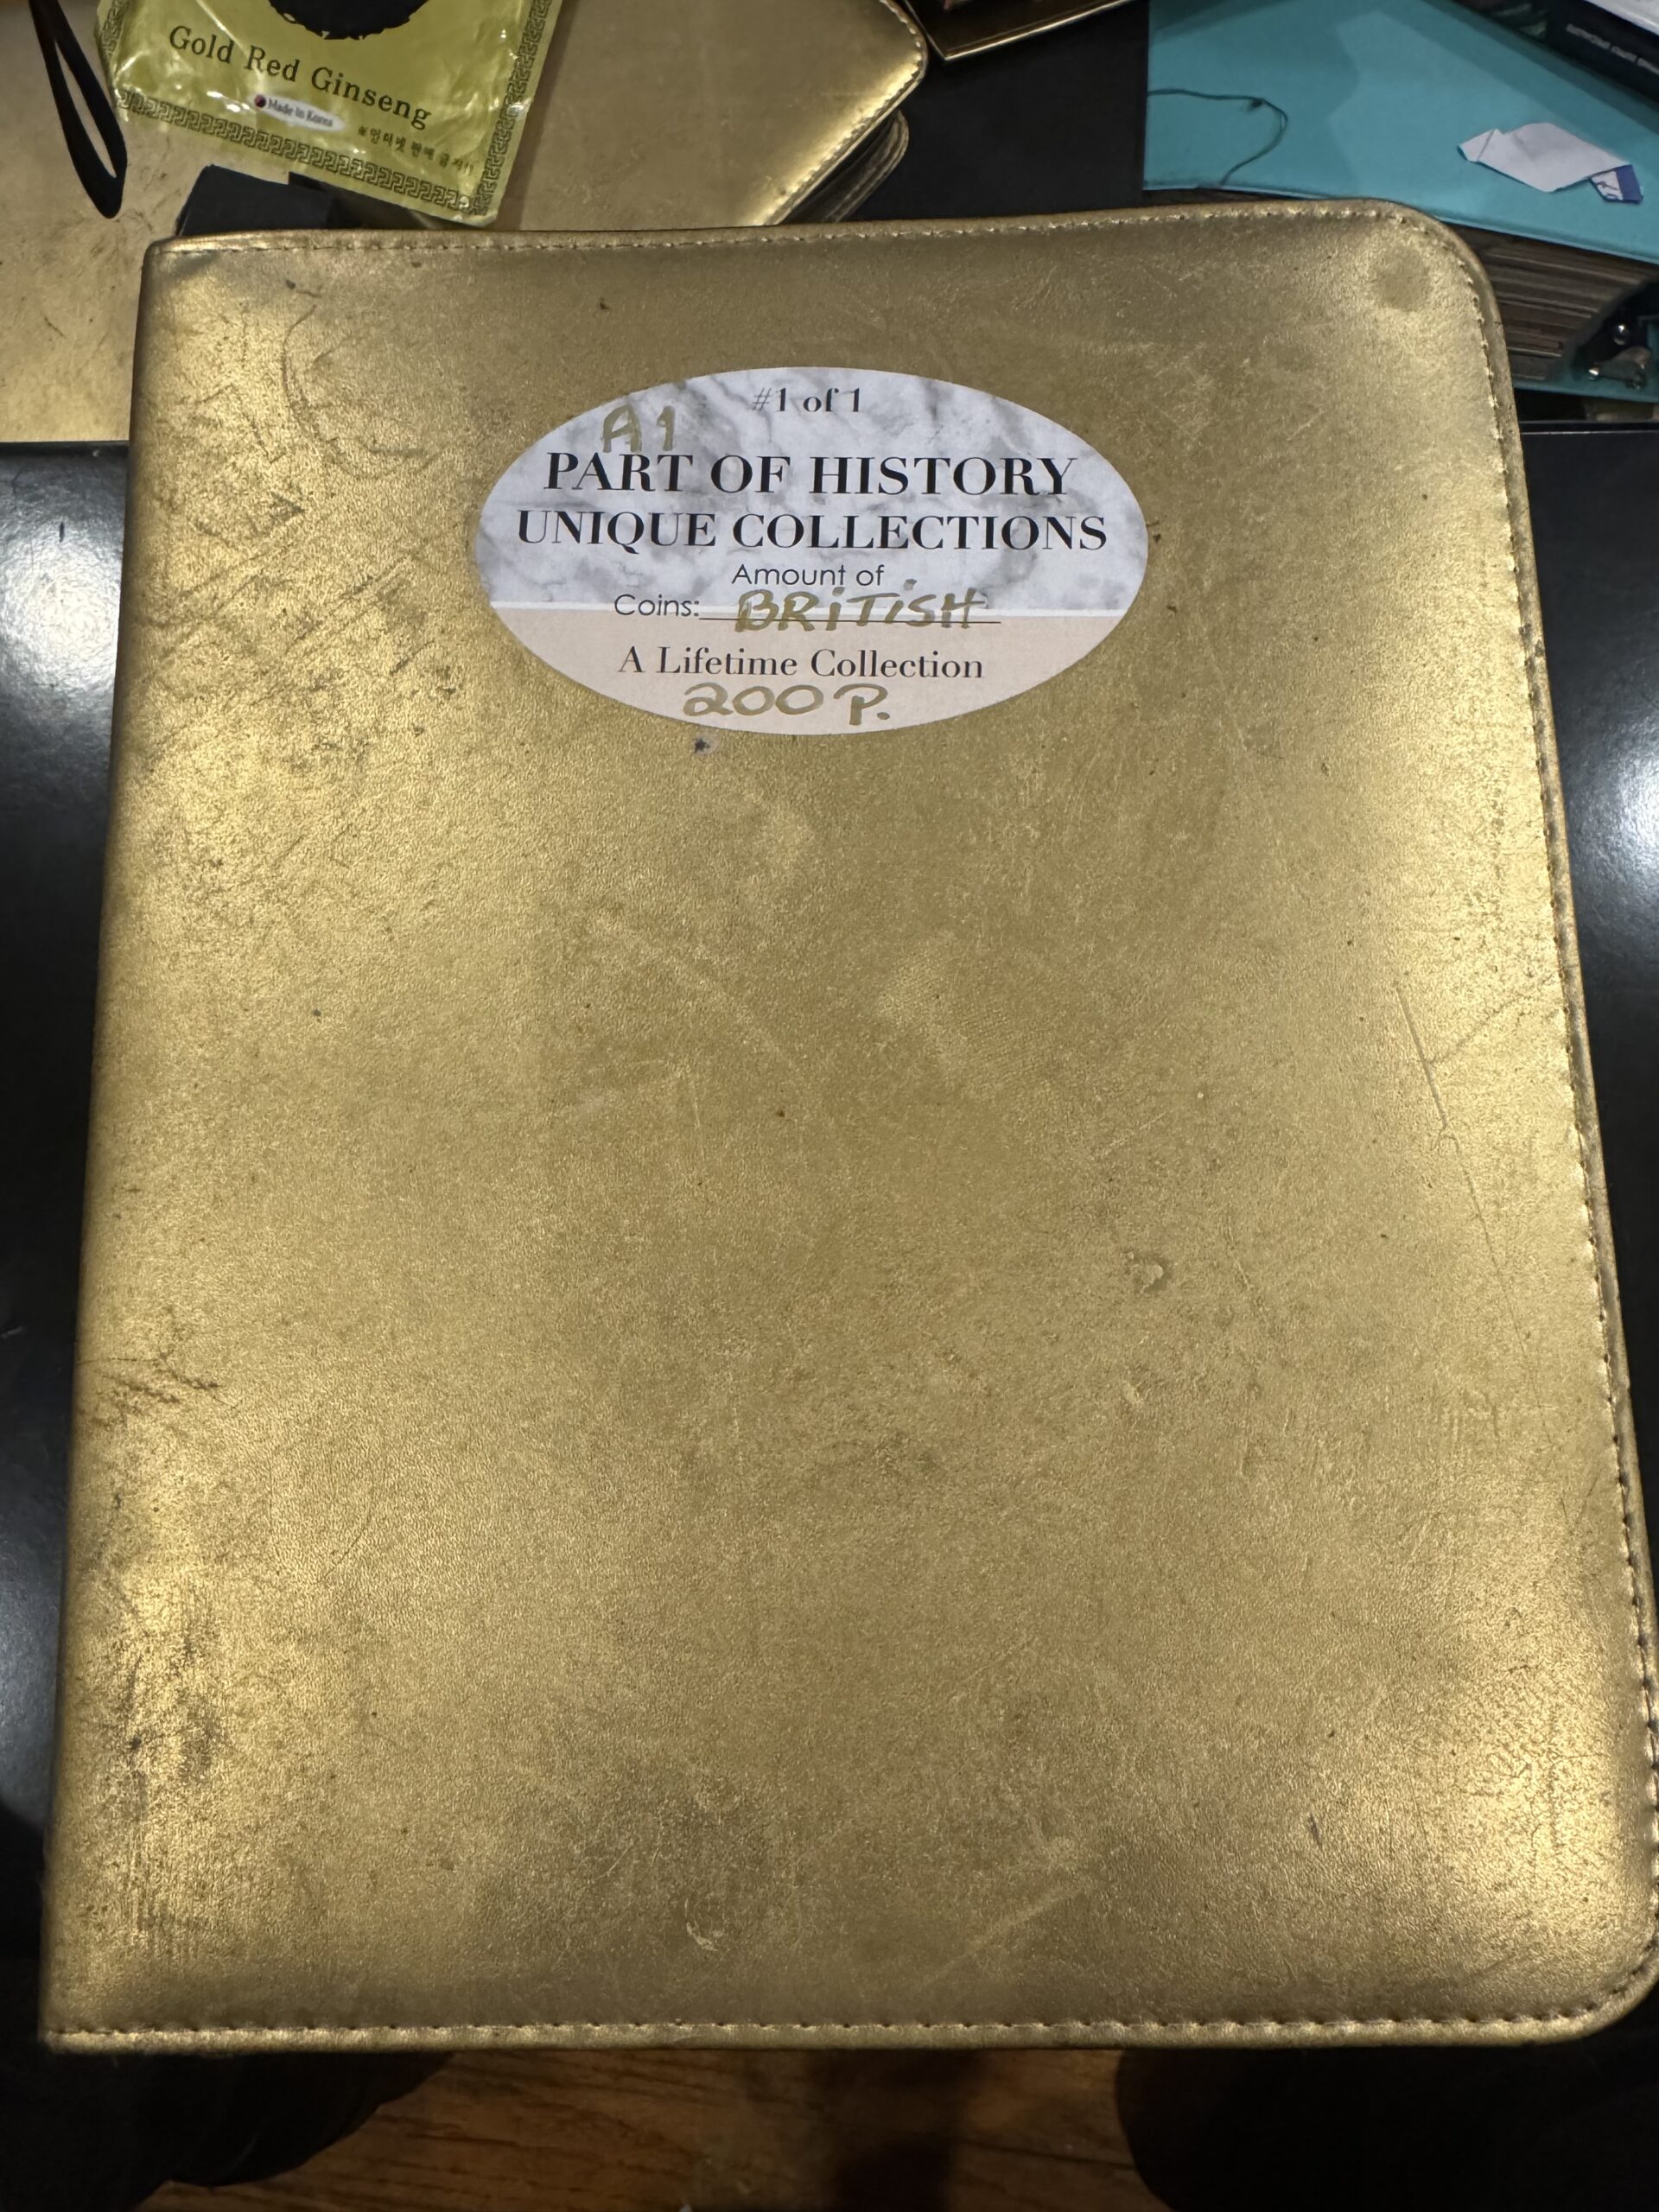 Gold Red Ginseng
Made in Korea
#1 of 1
A1
PART OF HISTORY
UNIQUE COLLECTIONS
Amount of
Coins: BRiTiSH
A Lifetime Collection
200 P.